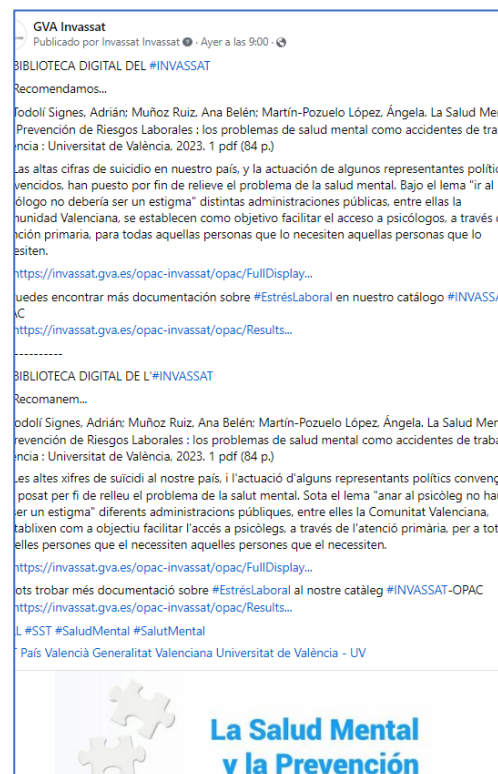 GVA Invassat
Publicado por Invassat Invassat · Ayer a las 9:00 ·
BIBLIOTECA DIGITAL DEL #INVASSAT
Recomendamos...
Todolí Signes, Adrián; Muñoz Ruiz, Ana Belén; Martín-Pozuelo López, Ángela. La Salud Me
Prevención de Riesgos Laborales : los problemas de salud mental como accidentes de tra
encia : Universitat de València, 2023. 1 pdf (84 p.)
Las altas cifras de suicidio en nuestro país, y la actuación de algunos representantes polític
vencidos, han puesto por fin de relieve el problema de la salud mental. Bajo el lema "ir al
ólogo no debería ser un estigma" distintas administraciones públicas, entre ellas la
munidad Valenciana, se establecen como objetivo facilitar el acceso a psicólogos, a través
nción primaria, para todas aquellas personas que lo necesiten aquellas personas que lo
esiten.
https://invassat.gva.es/opac-invassat/opac/FullDisplay...
uedes encontrar más documentación sobre #EstrésLaboral en nuestro catálogo #INVASSA
AC
https://invassat.gva.es/opac-invassat/opac/Results...
----------
BIBLIOTECA DIGITAL DE L'#INVASSAT
Recomanem...
odolí Signes, Adrián; Muñoz Ruiz, Ana Belén; Martín-Pozuelo López, Ángela. La Salud Men
revención de Riesgos Laborales : los problemas de salud mental como accidentes de traba
encia : Universitat de València, 2023. 1 pdf (84 p.)
Les altes xifres de suïcidi al nostre país, i l'actuació d'alguns representants polítics convenç
posat per fi de relleu el problema de la salut mental. Sota el lema "anar al psicòleg no ha
ser un estigma" diferents administracions públiques, entre elles la Comunitat Valenciana,
tablixen com a objectiu facilitar l'accés a psicòlegs, a través de l'atenció primària, per a tot
elles persones que el necessiten aquelles persones que el necessiten.
https://invassat.gva.es/opac-invassat/opac/FullDisplay...
ots trobar més documentació sobre #EstrésLaboral al nostre catàleg #INVASSAT-OPAC
https://invassat.gva.es/opac-invassat/opac/Results...
L #SST #SaludMental #SalutMental
País Valencià Generalitat Valenciana Universitat de València - UV
La Salud Mental
y la Prevención